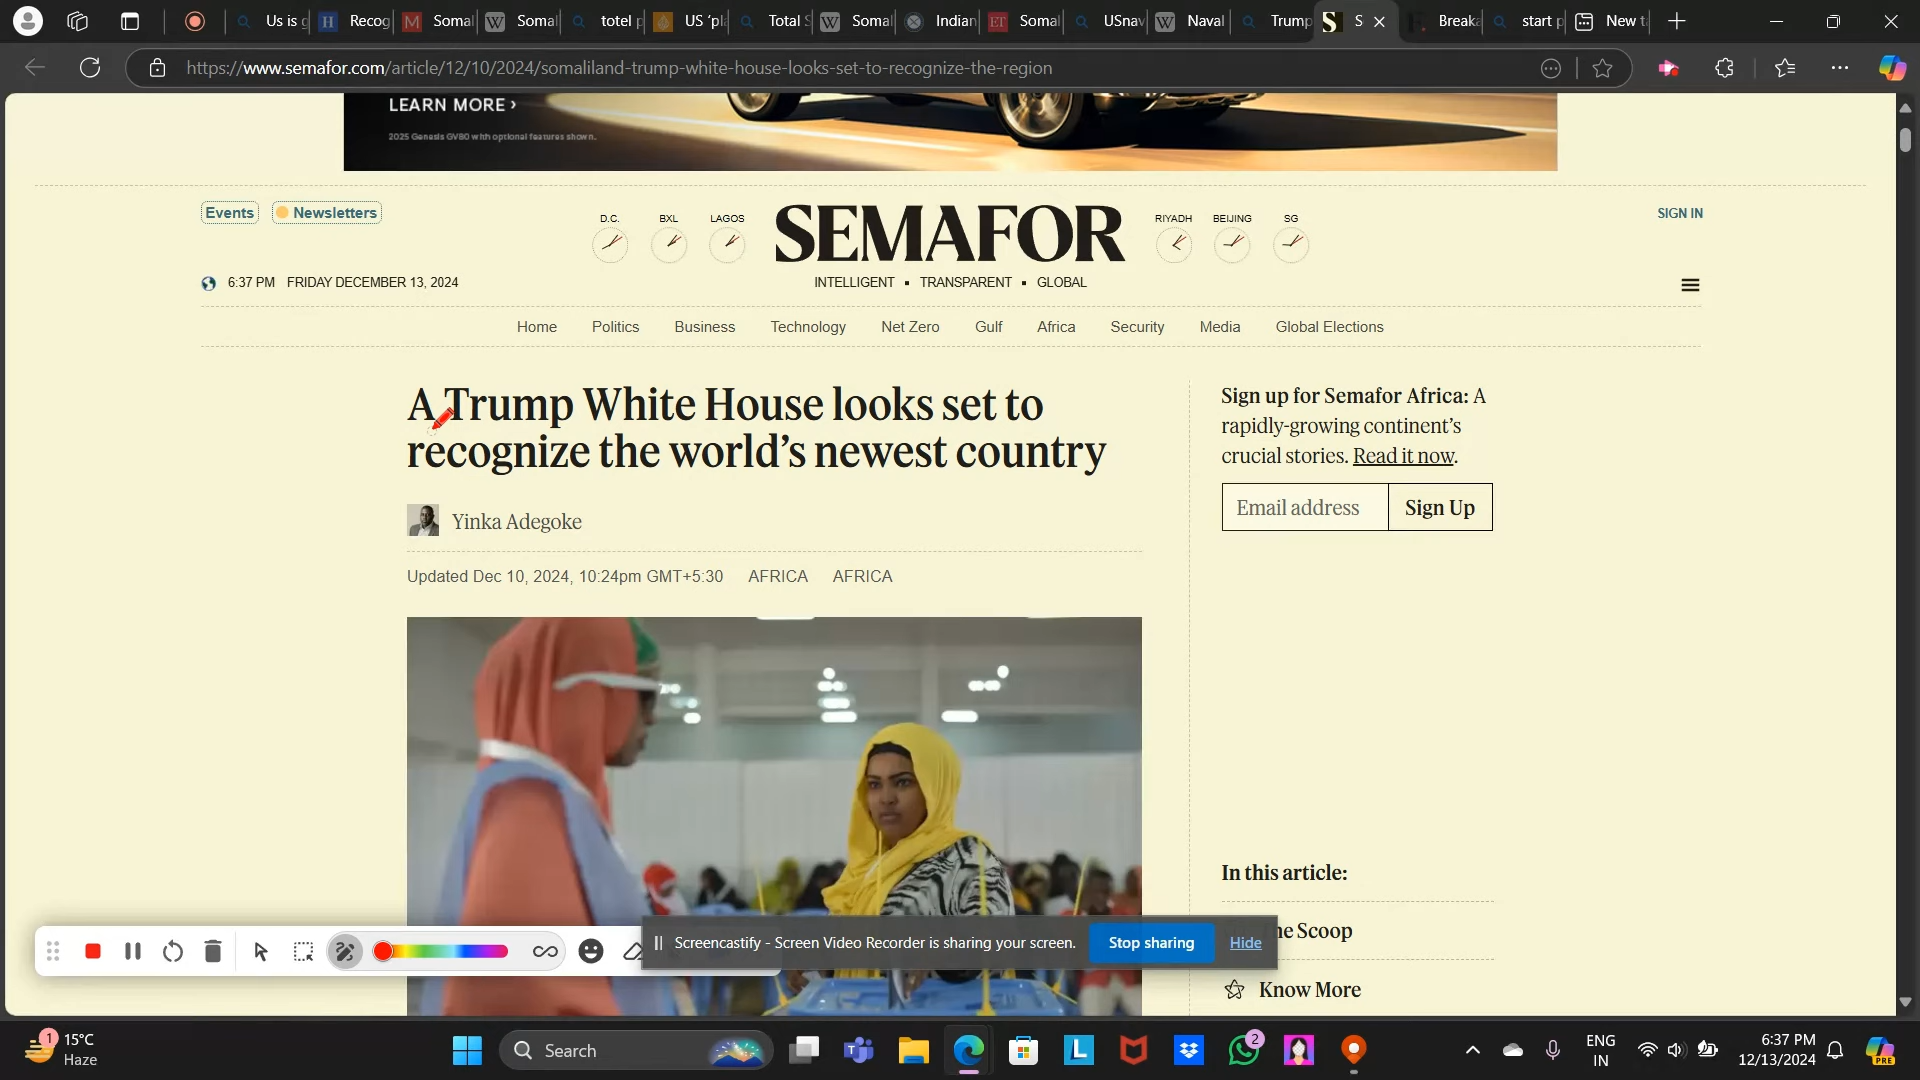 Us is g
Recog
Somal
Somal
totel p
US 'pl
Total S
Somal
Indian
Somal
USnav
Naval
Trump
S
Breaka
start p
New ta
https://www.semafor.com/article/12/10/2024/somaliland-trump-white-house-looks-set-to-recognize-the-region
LEARN MORE ›
2025 Genesis GV80 with optional features shown.
Events
Newsletters
D.C.
BXL
LAGOS
SEMAFOR
RIYADH
BEIJING
SG
SIGN IN
6:37 PM FRIDAY DECEMBER 13, 2024
INTELLIGENT ▪ TRANSPARENT ▪ GLOBAL
Home Politics Business Technology Net Zero Gulf Africa Security Media Global Elections
A Trump White House looks set to
recognize the world's newest country
Yinka Adegoke
Updated Dec 10, 2024, 10:24pm GMT+5:30 AFRICA AFRICA
Sign up for Semafor Africa: A
rapidly-growing continent's
crucial stories. Read it now.
Email address
Sign Up
In this article:
he Scoop
Know More
Screencastify - Screen Video Recorder is sharing your screen.
Stop sharing
Hide
1
15°C
Haze
Search
2
ENG
IN
6:37 PM
12/13/2024
PRE